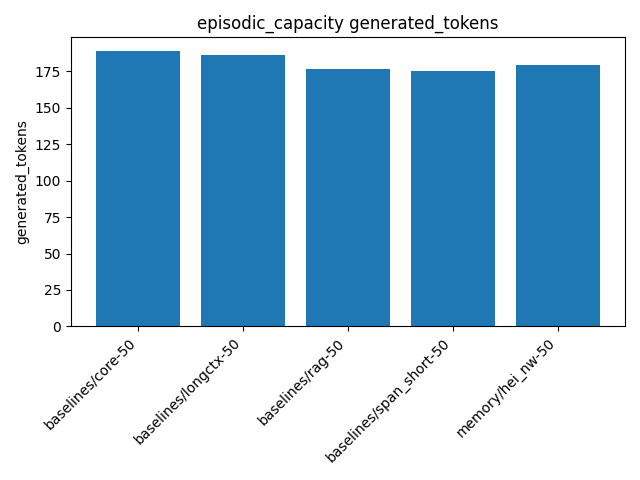 episodic_capacity generated_tokens
generated_tokens
175
150
125
100
75
50
25
0
baselines/core-50
baselines/longctx-50
baselines/rag-50
baselines/span_short-50
memory/hei_nw-50